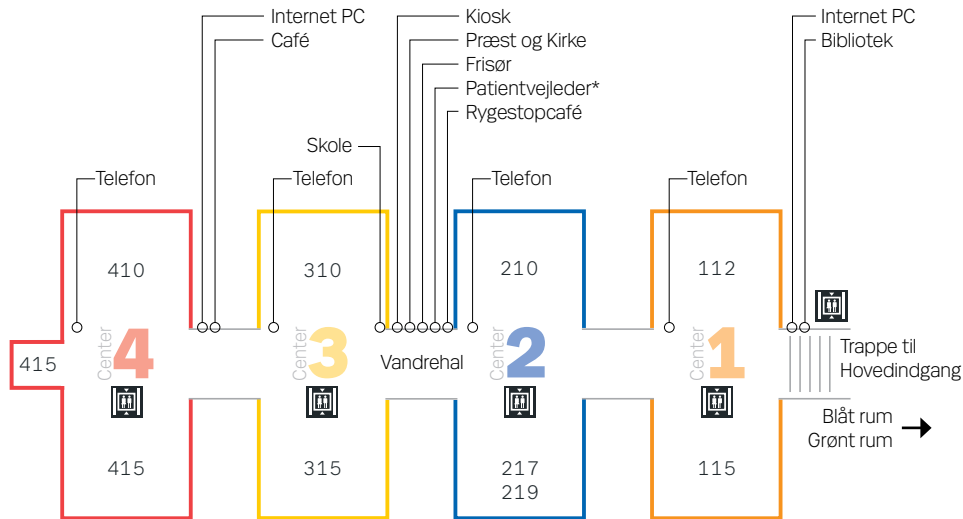 Internet PC
Café
Kiosk
Præst og Kirke
Frisør
Patientvejleder*
Rygestopcafé
Internet PC
Bibliotek
Skole
Telefon
Telefon
Telefon
Telefon
410
310
210
112
415
Center 4
Center 3
Vandrehal
Center 2
Center 1
Trappe til
Hovedindgang
Blåt rum
Grønt rum
415
315
217
219
115